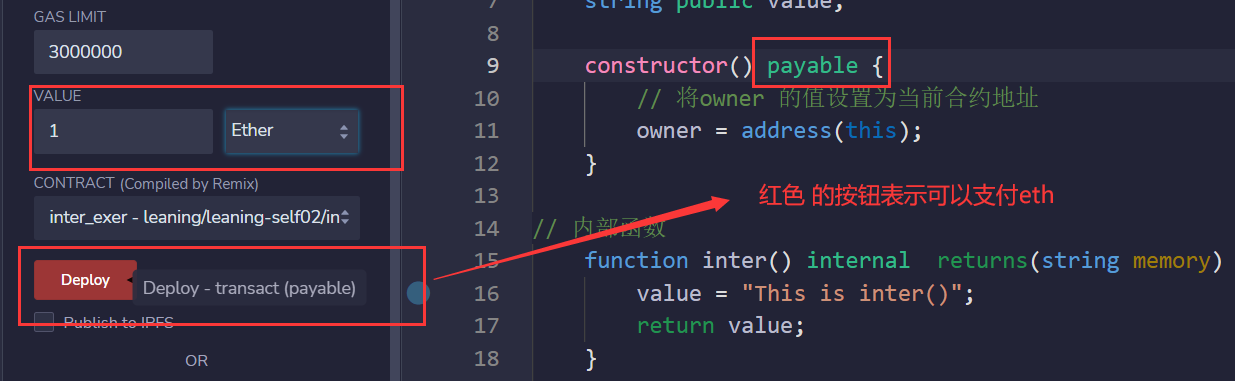 GAS LIMIT
3000000
VALUE
1
Ether
CONTRACT (Compiled by Remix)
inter_exer - leaning/leaning-self02/in
Deploy
Deploy - transact (payable)
Publish to IPFS
OR
7 string public value;
8
9 constructor() payable {
10 // 将owner 的值设置为当前合约地址
11 owner = address(this);
12 }
13
红色 的按钮表示可以支付eth
14 // 内部函数
15 function inter() internal  returns(string memory)
16 value = "This is inter()";
17 return value;
18 }